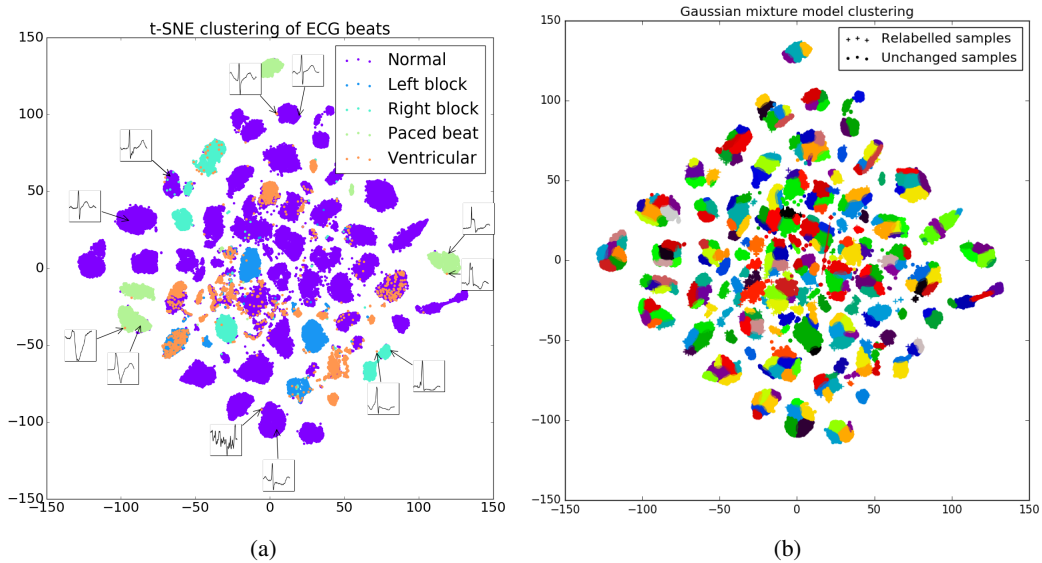 t-SNE clustering of ECG beats
150
100
50
0
−50
−100
−150
−150 −100 −50 0 50 100 150
Normal
Left block
Right block
Paced beat
Ventricular
(a)
Gaussian mixture model clustering
150
100
50
0
−50
−100
−150
−150 −100 −50 0 50 100 150
Relabelled samples
Unchanged samples
(b)